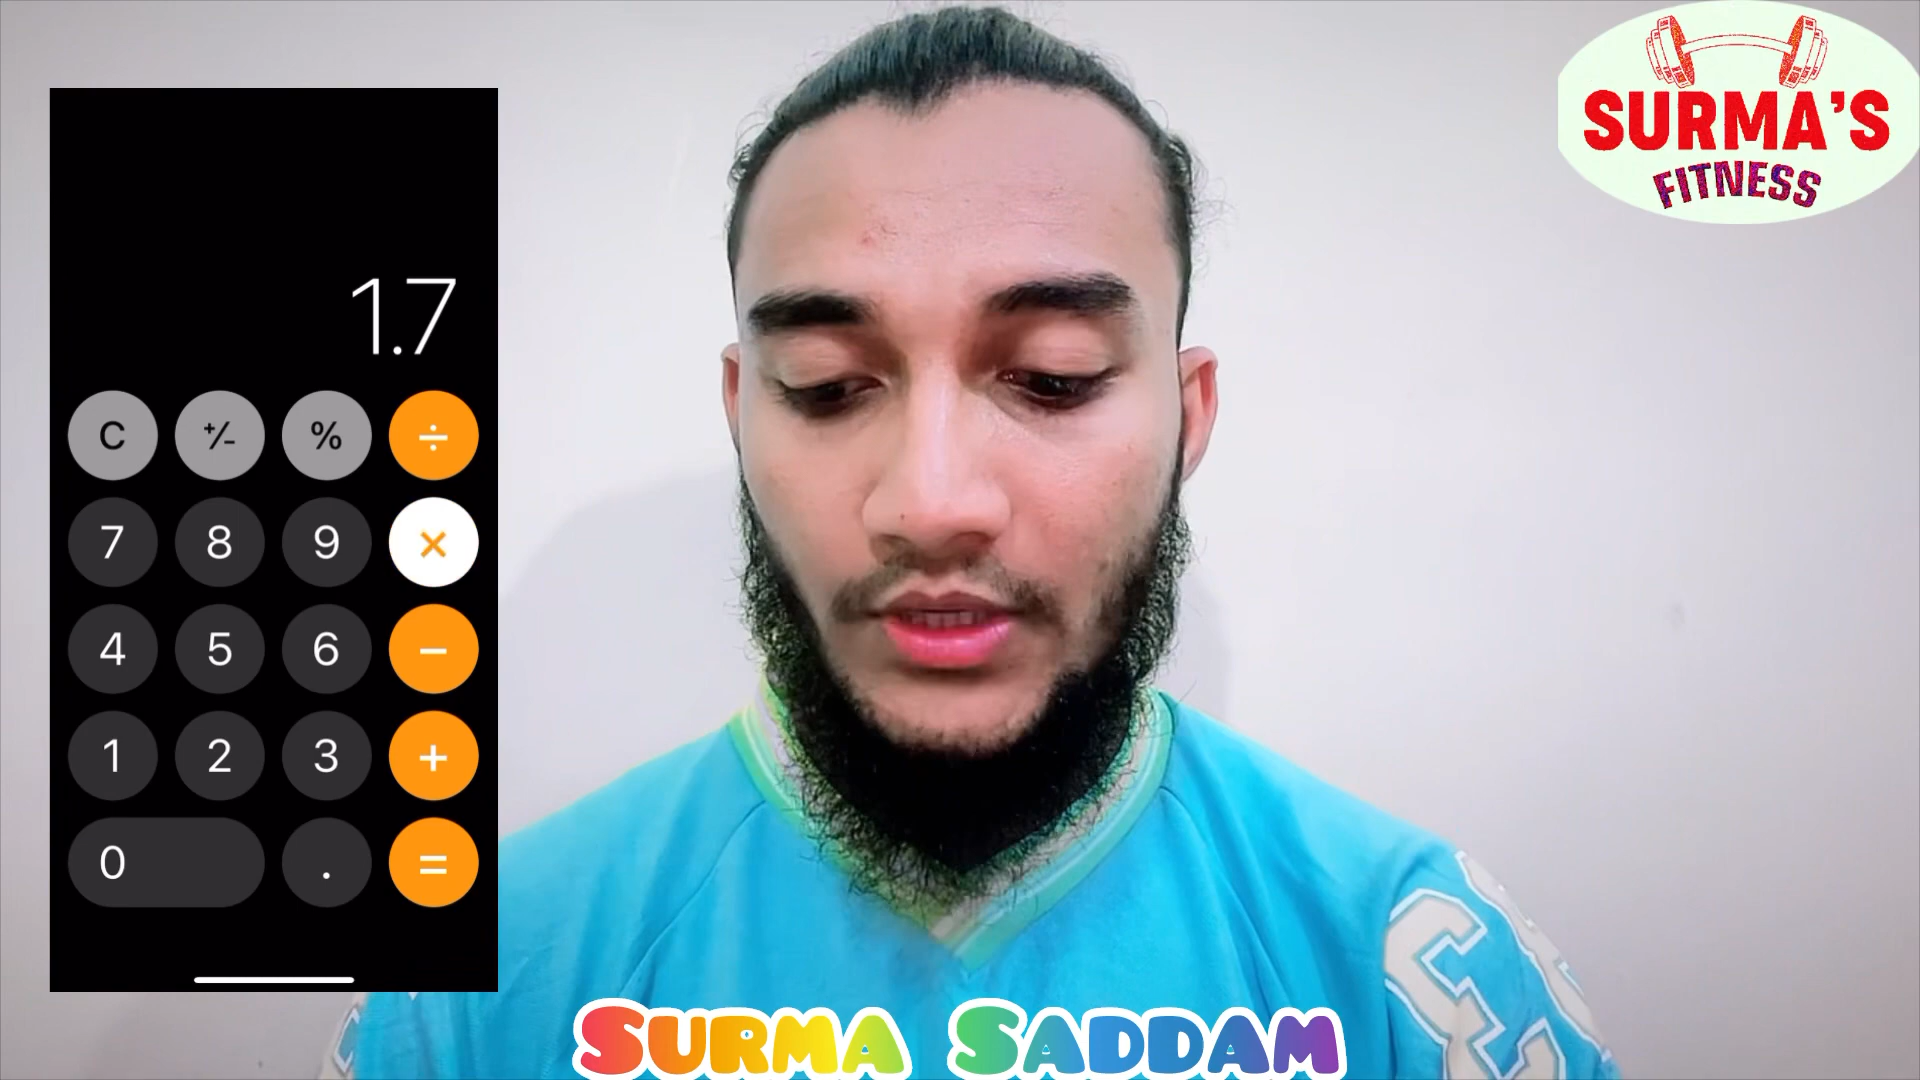 1.7
C +/- % ÷
7 8 9 ×
4 5 6 −
1 2 3 +
0 . =
SURMA'S
FITNESS
SURMA SADDAM